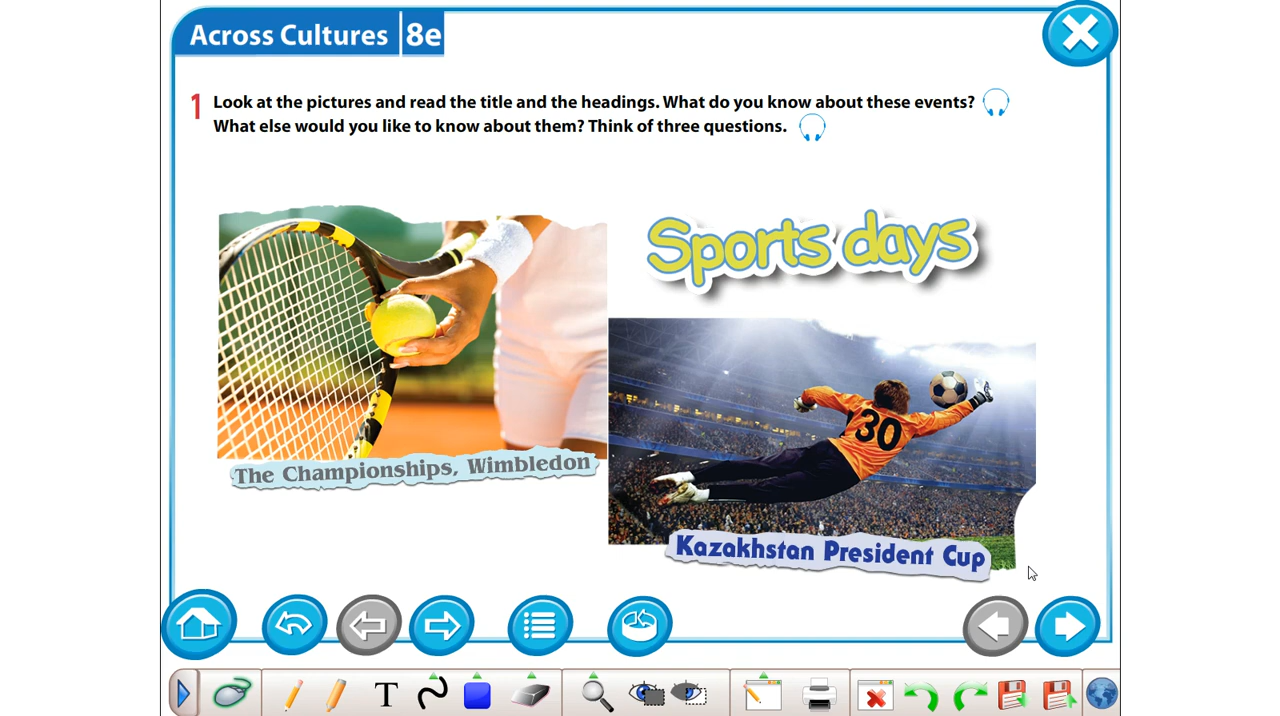 Across Cultures 8e
1 Look at the pictures and read the title and the headings. What do you know about these events?
What else would you like to know about them? Think of three questions.
Sports days
The Championships, Wimbledon
30
Kazakhstan President Cup
T